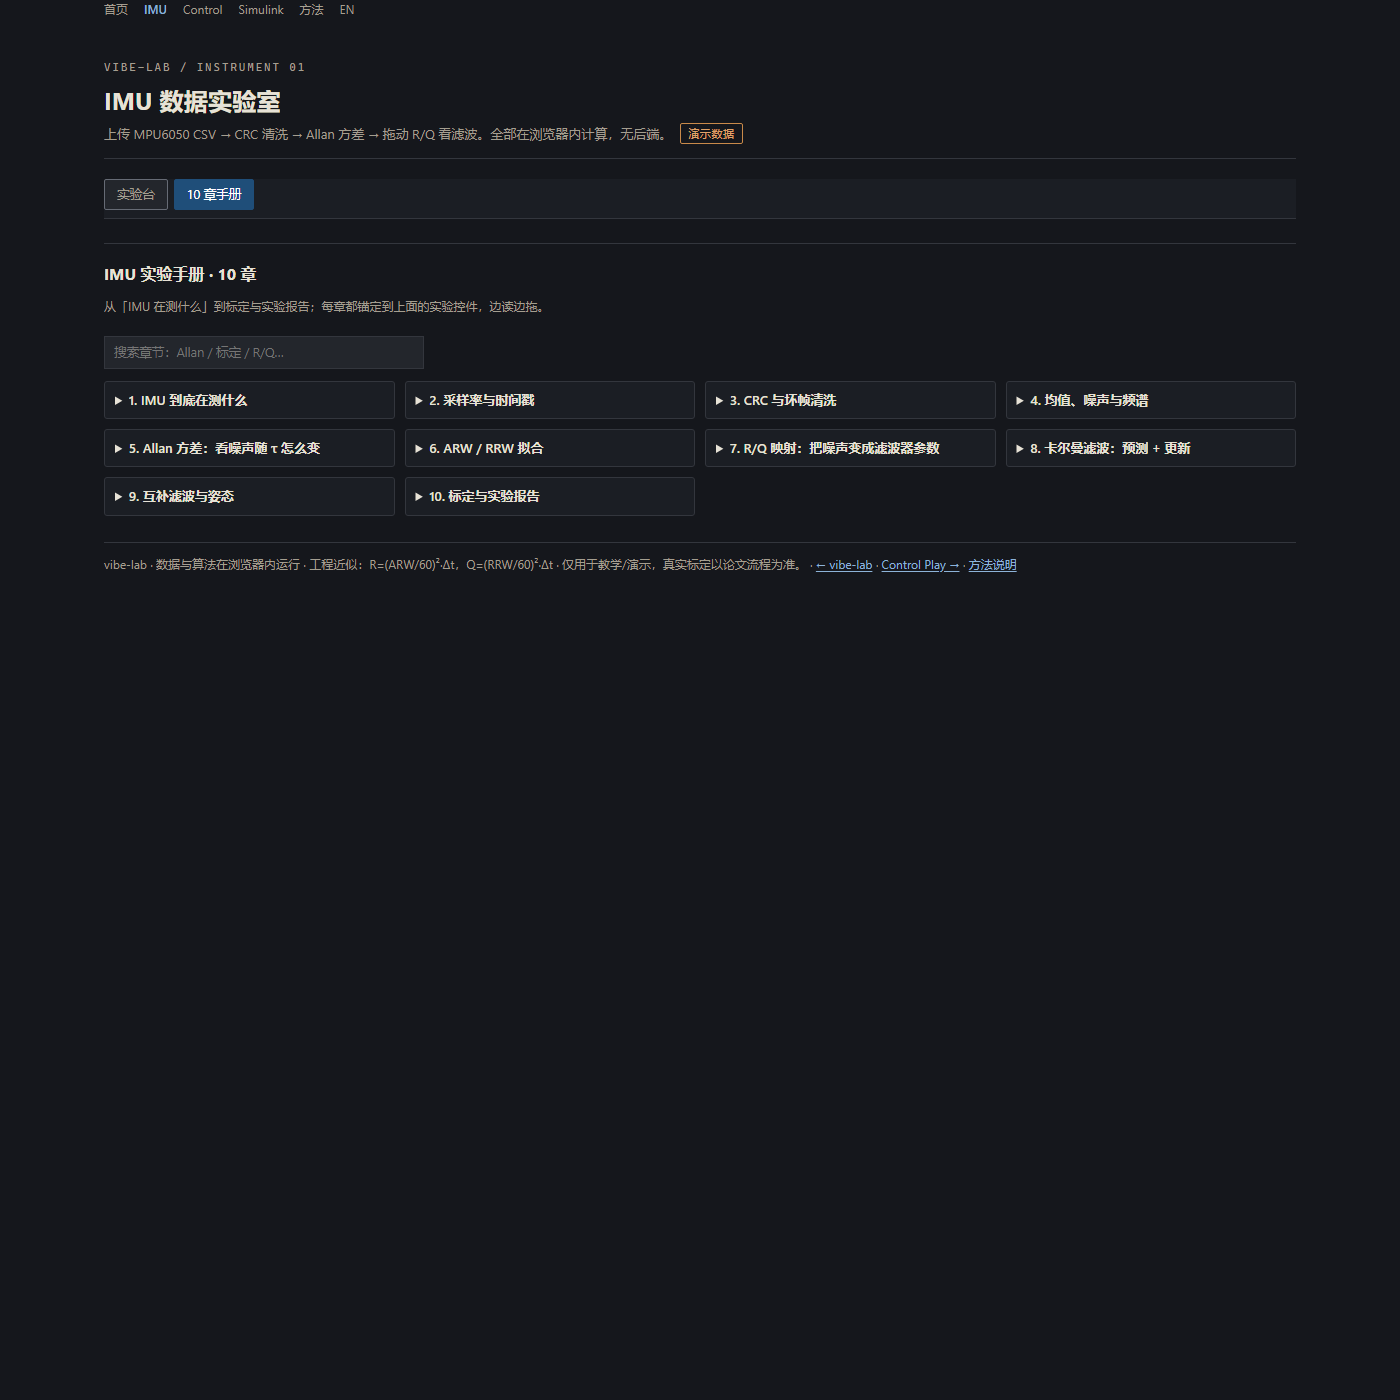 首页 IMU Control Simulink 方法 EN
VIBE-LAB / INSTRUMENT 01
IMU 数据实验室
上传 MPU6050 CSV → CRC 清洗 → Allan 方差 → 拖动 R/Q 看滤波。全部在浏览器内计算，无后端。 演示数据
实验台 10 章手册
IMU 实验手册 · 10 章
从「IMU 在测什么」到标定与实验报告；每章都锚定到上面的实验控件，边读边拖。
搜索章节：Allan / 标定 / R/Q...
▶ 1. IMU 到底在测什么 ▶ 2. 采样率与时间戳 ▶ 3. CRC 与坏帧清洗 ▶ 4. 均值、噪声与频谱
▶ 5. Allan 方差：看噪声随 τ 怎么变 ▶ 6. ARW / RRW 拟合 ▶ 7. R/Q 映射：把噪声变成滤波器参数 ▶ 8. 卡尔曼滤波：预测 + 更新
▶ 9. 互补滤波与姿态 ▶ 10. 标定与实验报告
vibe-lab · 数据与算法在浏览器内运行 · 工程近似：R=(ARW/60)²·Δt，Q=(RRW/60)²·Δt · 仅用于教学/演示，真实标定以论文流程为准。 · ← vibe-lab · Control Play → · 方法说明